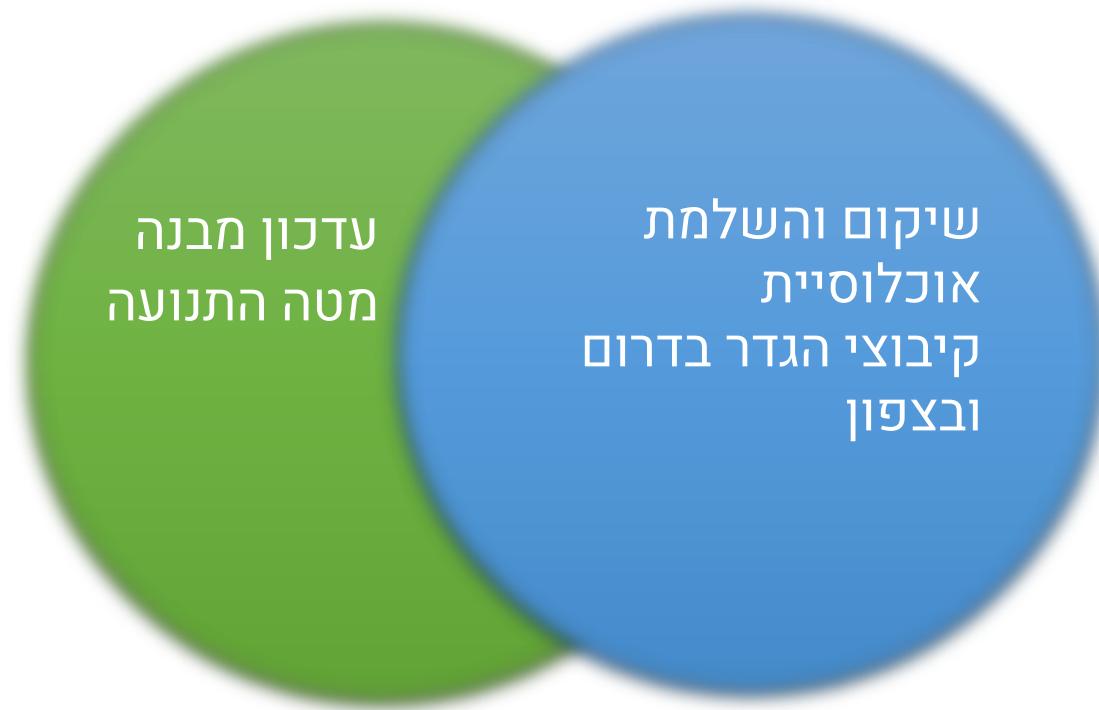 שיקום והשלמת
אוכלוסיית
קיבוצי הגדר בדרום
ובצפון
עדכון מבנה
מטה התנועה